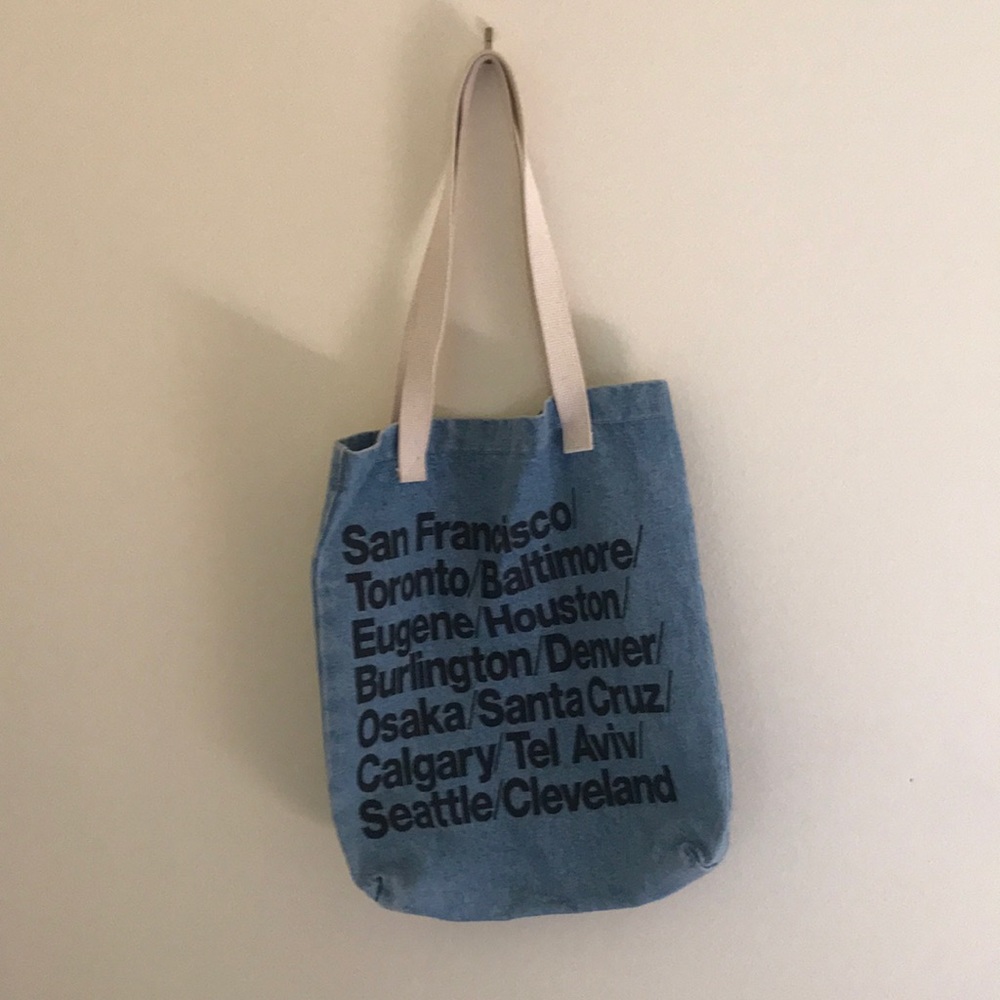 San Francisco/
Toronto/Baltimore/
Eugene/Houston/
Burlington/Denver/
Osaka/Santa Cruz/
Calgary/Tel Aviv/
Seattle/Cleveland